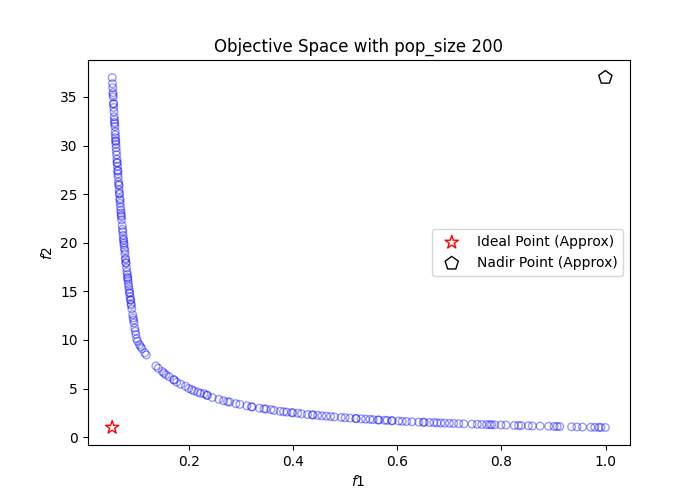 Objective Space with pop_size 200
35
30
25
20
15
10
5
0
f2
Ideal Point (Approx)
Nadir Point (Approx)
0.2 0.4 0.6 0.8 1.0
f1